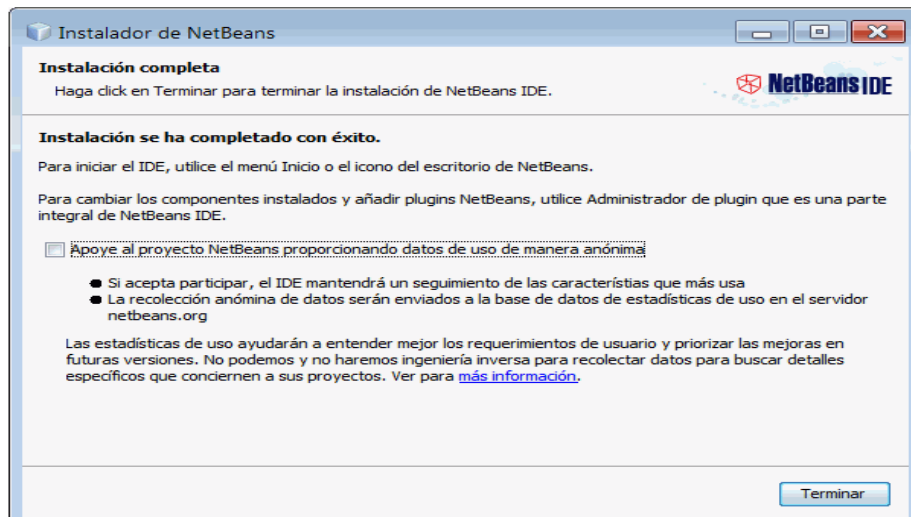 Instalador de NetBeans
Instalación completa
Haga click en Terminar para terminar la instalación de NetBeans IDE.
NetBeans IDE
Instalación se ha completado con éxito.
Para iniciar el IDE, utilice el menú Inicio o el icono del escritorio de NetBeans.
Para cambiar los componentes instalados y añadir plugins NetBeans, utilice Administrador de plugin que es una parte
integral de NetBeans IDE.
Apoye al proyecto NetBeans proporcionando datos de uso de manera anónima
Si acepta participar, el IDE mantendrá un seguimiento de las característias que más usa
La recolección anómina de datos serán enviados a la base de datos de estadísticas de uso en el servidor
netbeans.org
Las estadísticas de uso ayudarán a entender mejor los requerimientos de usuario y priorizar las mejoras en
futuras versiones. No podemos y no haremos ingeniería inversa para recolectar datos para buscar detalles
específicos que conciernen a sus proyectos. Ver para más información.
Terminar